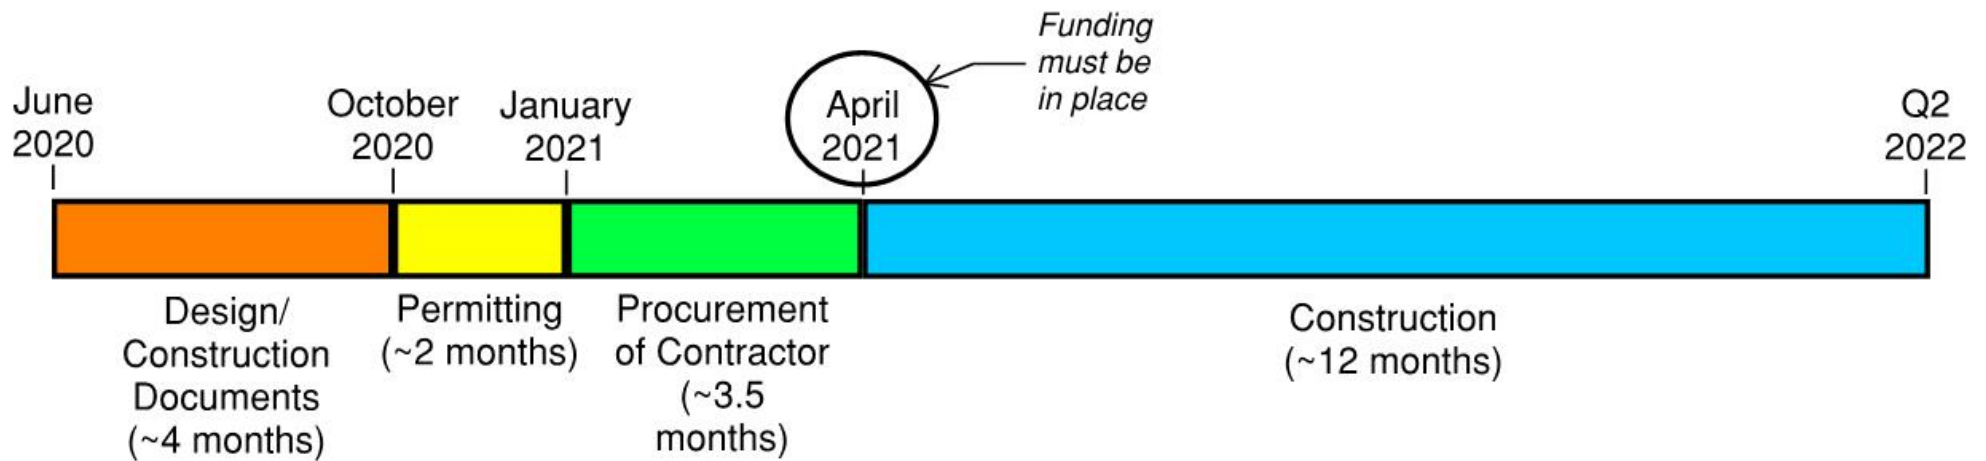 Funding
must be
in place
June
2020
October
2020
January
2021
April
2021
Q2
2022
Design/
Construction
Documents
(~4 months)
Permitting
(~2 months)
Procurement
of Contractor
(~3.5
months)
Construction
(~12 months)